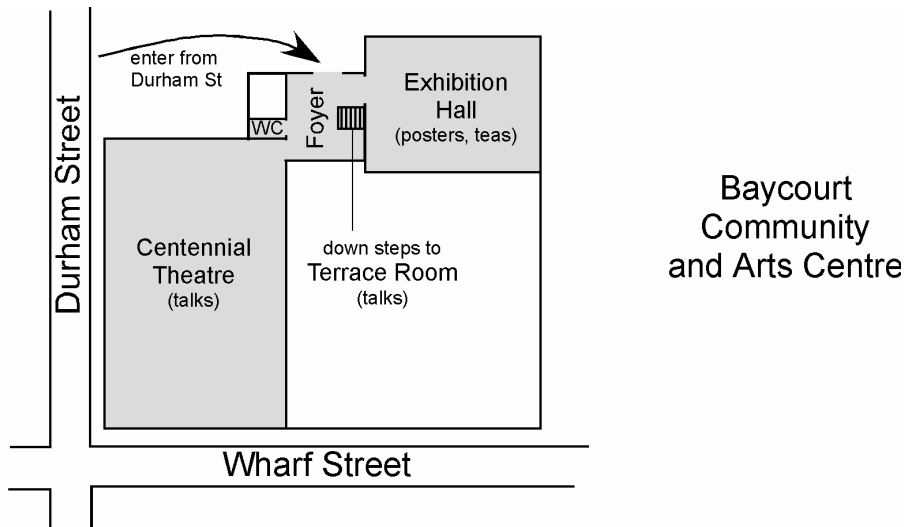 enter from
Durham St
Durham Street
WC
Foyer
Exhibition
Hall
(posters, teas)
Centennial
Theatre
(talks)
down steps to
Terrace Room
(talks)
Baycourt
Community
and Arts Centre
Wharf Street